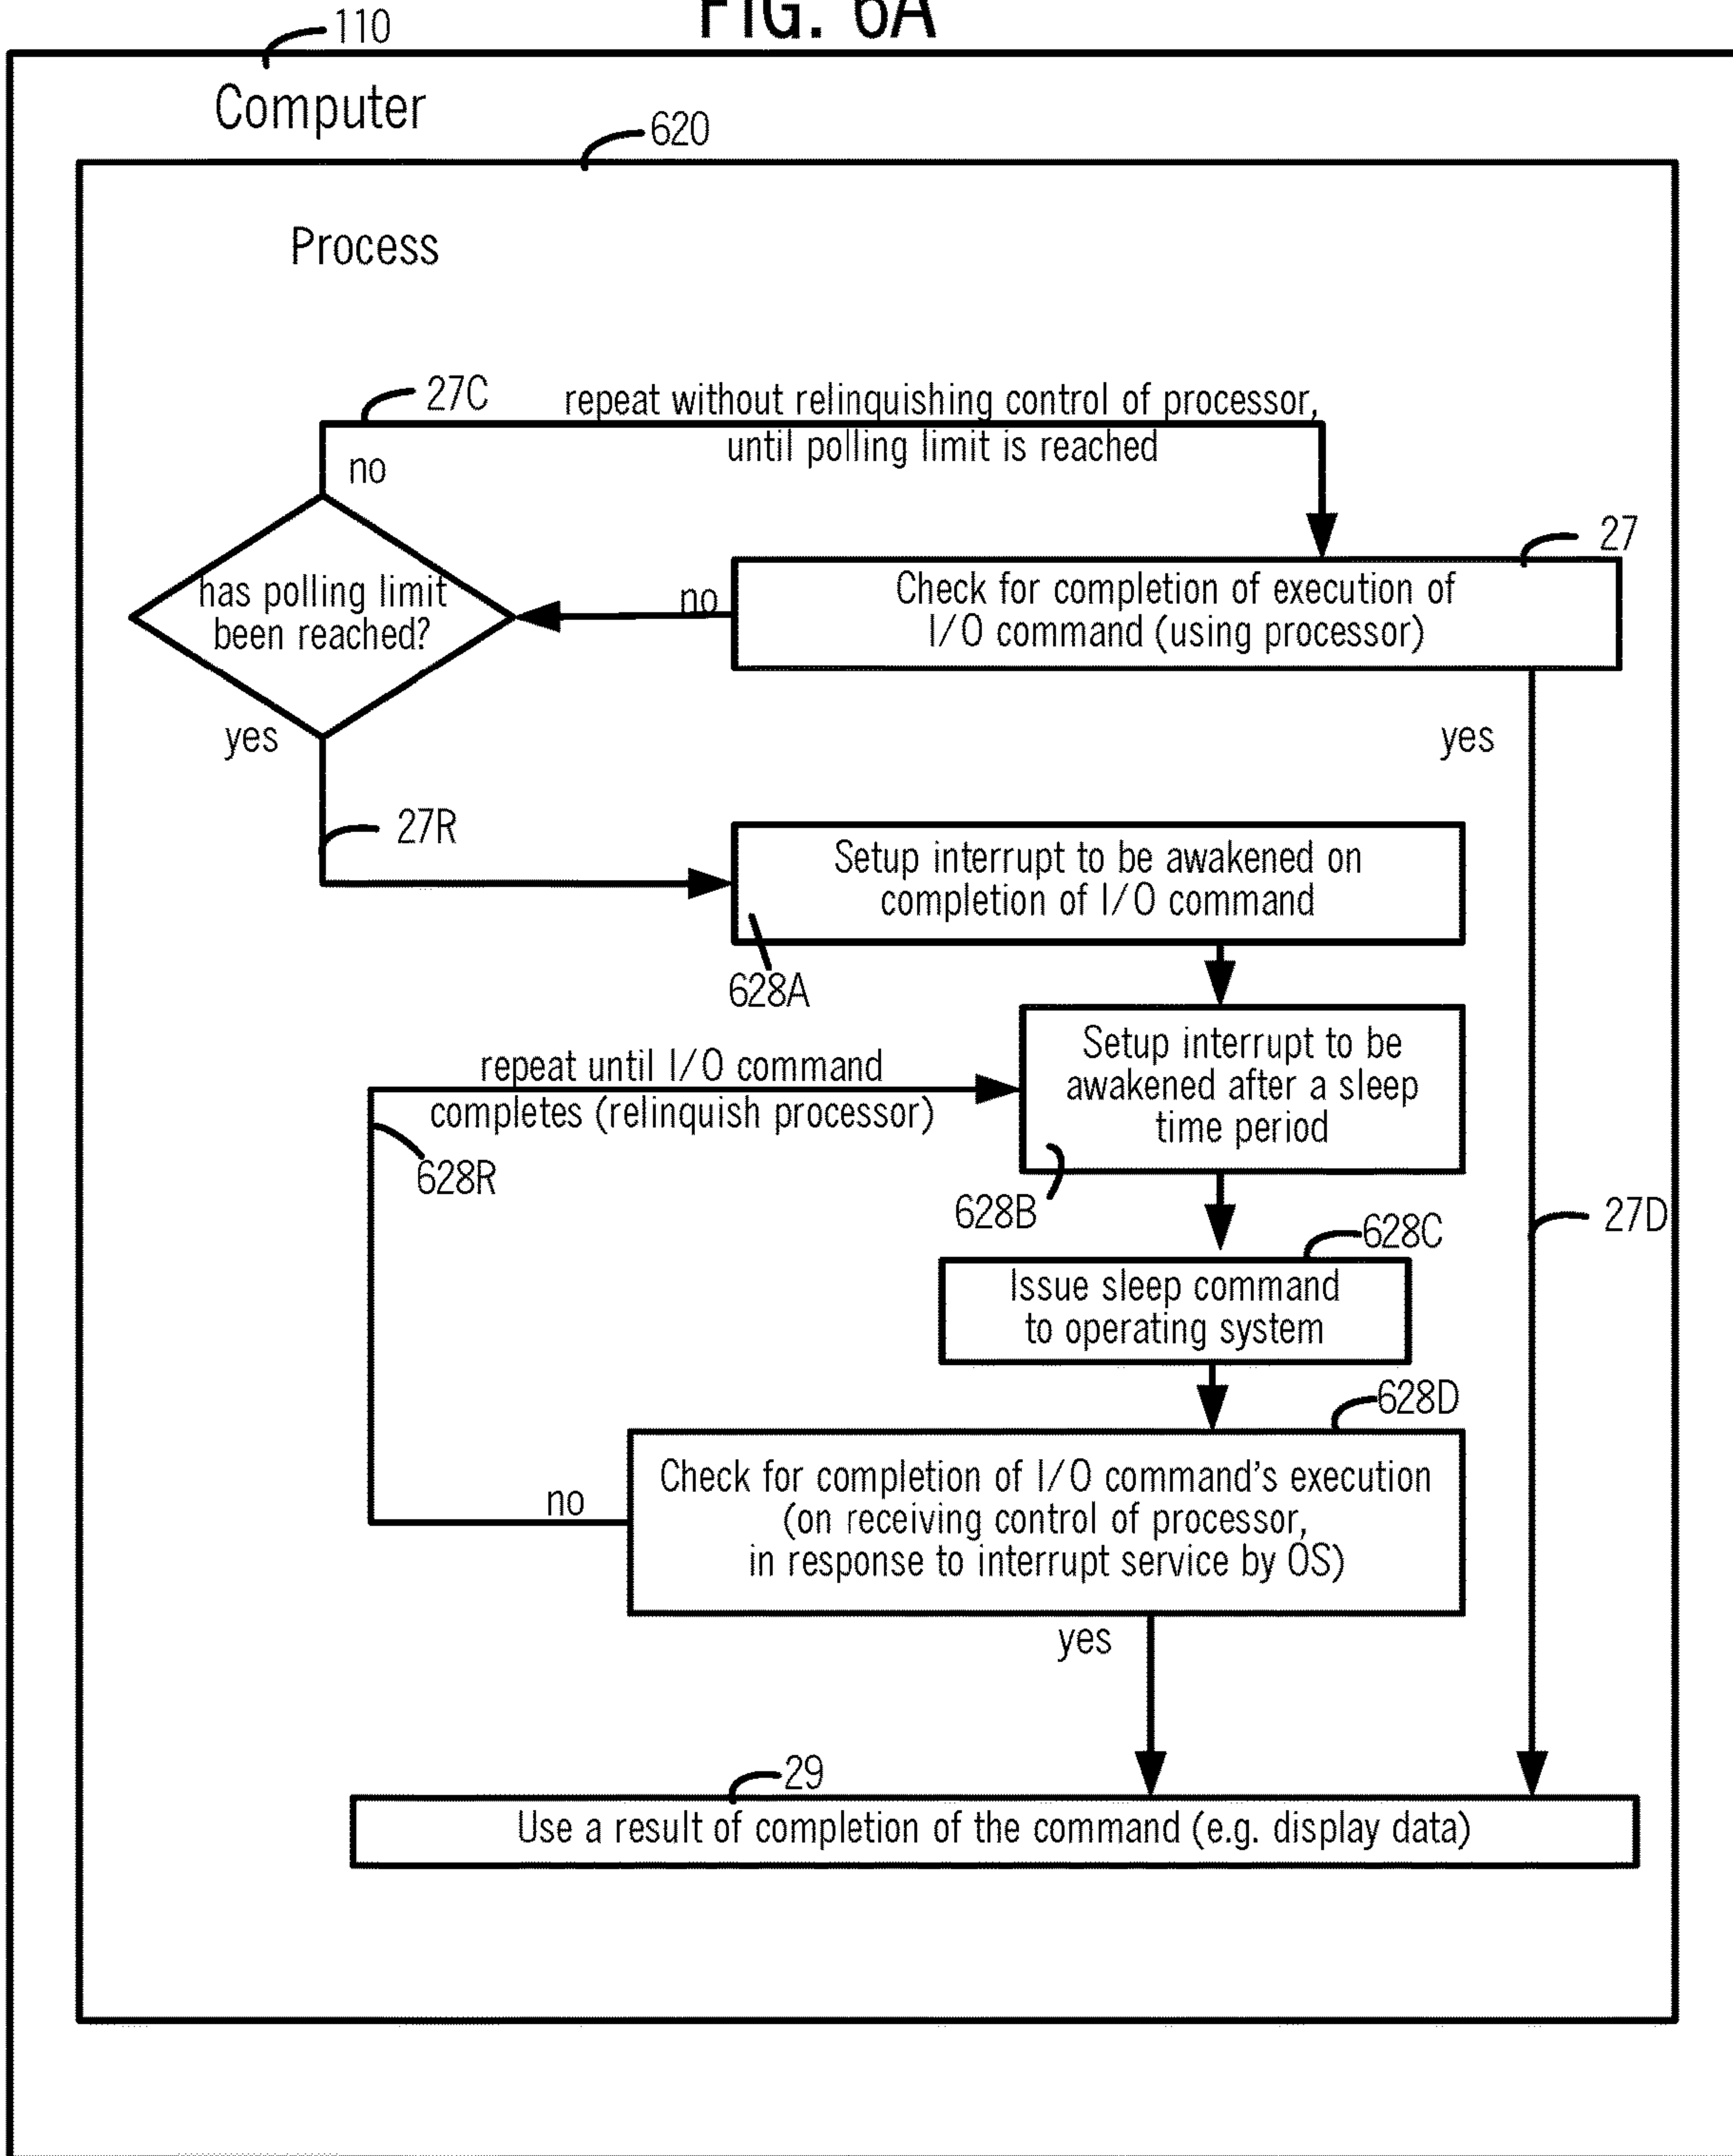 FIG. 6A
110
Computer
620
Process
27C
repeat without relinquishing control of processor,
until polling limit is reached
no
27
has polling limit
been reached?
no
Check for completion of execution of
I/O command (using processor)
yes
yes
27R
Setup interrupt to be awakened on
completion of I/O command
628A
repeat until I/O command
completes (relinquish processor)
628R
Setup interrupt to be
awakened after a sleep
time period
628B
27D
628C
Issue sleep command
to operating system
628D
no
Check for completion of I/O command's execution
(on receiving control of processor,
in response to interrupt service by OS)
yes
29
Use a result of completion of the command (e.g. display data)